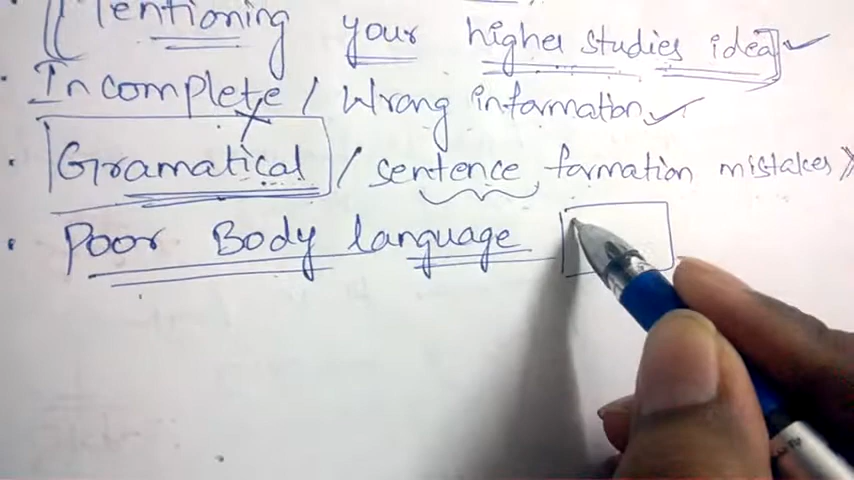 Mentioning your higher studies idea
Incomplete / Wrong information
Gramatical / sentence formation mistakes
Poor Body language